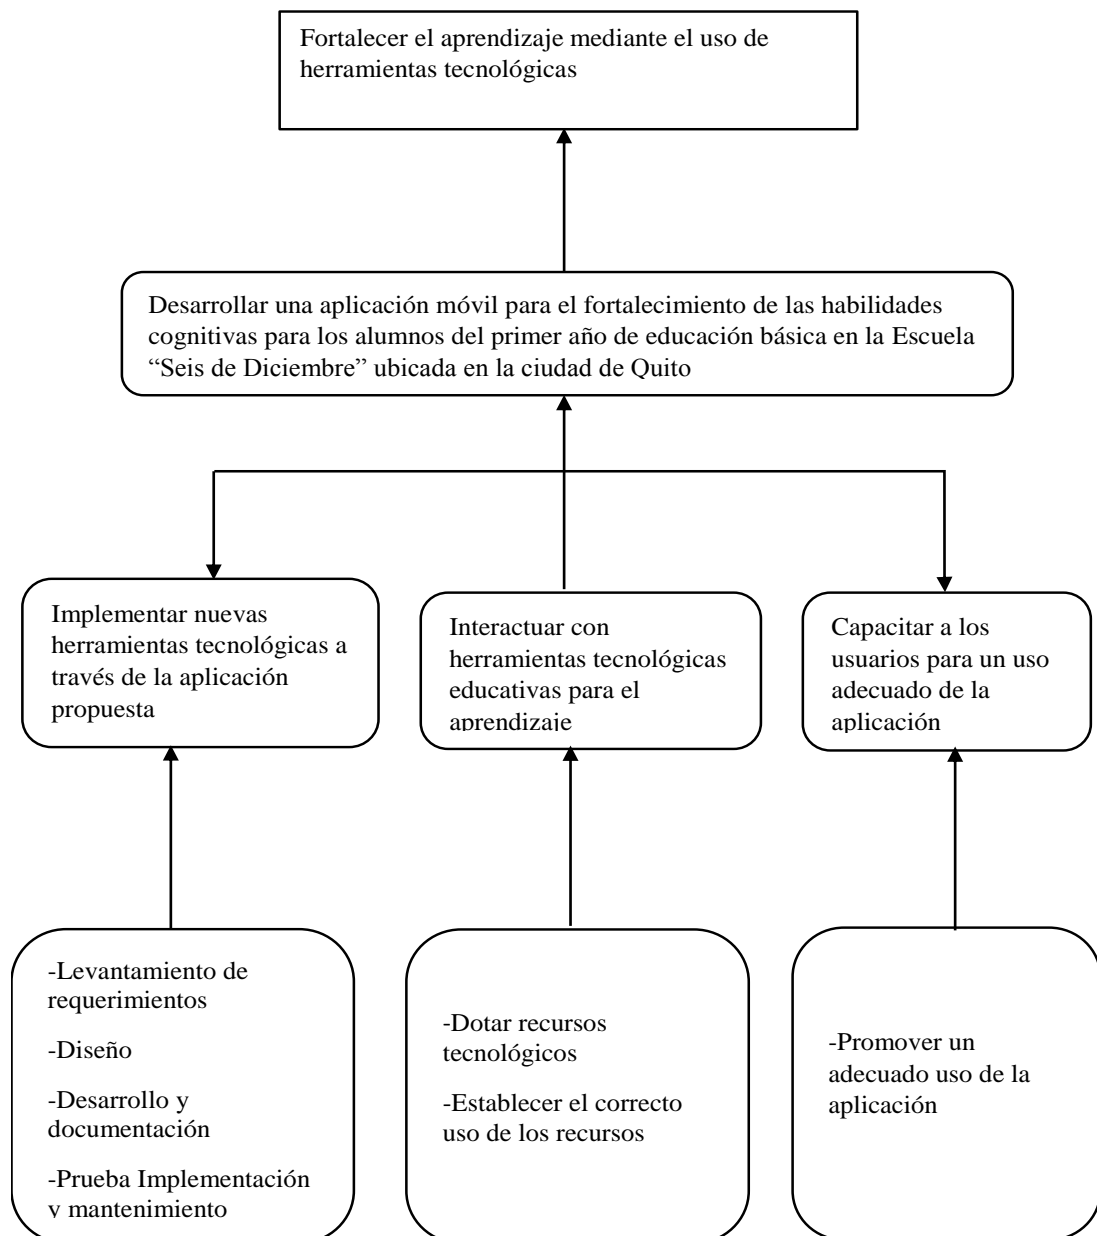 Fortalecer el aprendizaje mediante el uso de
herramientas tecnológicas
Desarrollar una aplicación móvil para el fortalecimiento de las habilidades
cognitivas para los alumnos del primer año de educación básica en la Escuela
“Seis de Diciembre” ubicada en la ciudad de Quito
Implementar nuevas
herramientas tecnológicas a
través de la aplicación
propuesta
Interactuar con
herramientas tecnológicas
educativas para el
aprendizaje
Capacitar a los
usuarios para un uso
adecuado de la
aplicación
-Levantamiento de
requerimientos
-Diseño
-Desarrollo y
documentación
-Prueba Implementación
y mantenimiento
-Dotar recursos
tecnológicos
-Establecer el correcto
uso de los recursos
-Promover un
adecuado uso de la
aplicación